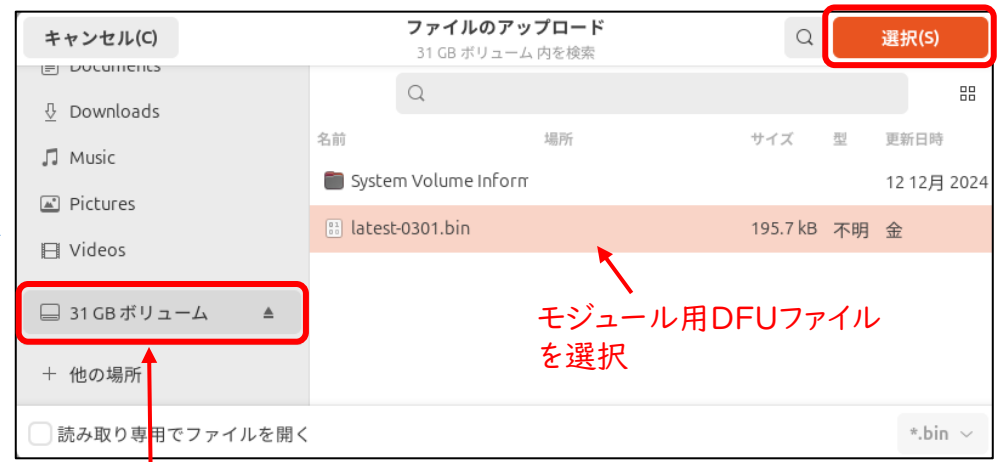 キャンセル(C)
ファイルのアップロード
31 GB ボリューム 内を検索
選択(S)
Documents
Downloads
Music
Pictures
Videos
31 GB ボリューム
+ 他の場所
名前 場所 サイズ 型 更新日時
System Volume Inform 12 12月 2024
latest-0301.bin 195.7 kB 不明 金
モジュール用DFUファイル
を選択
読み取り専用でファイルを開く
*.bin